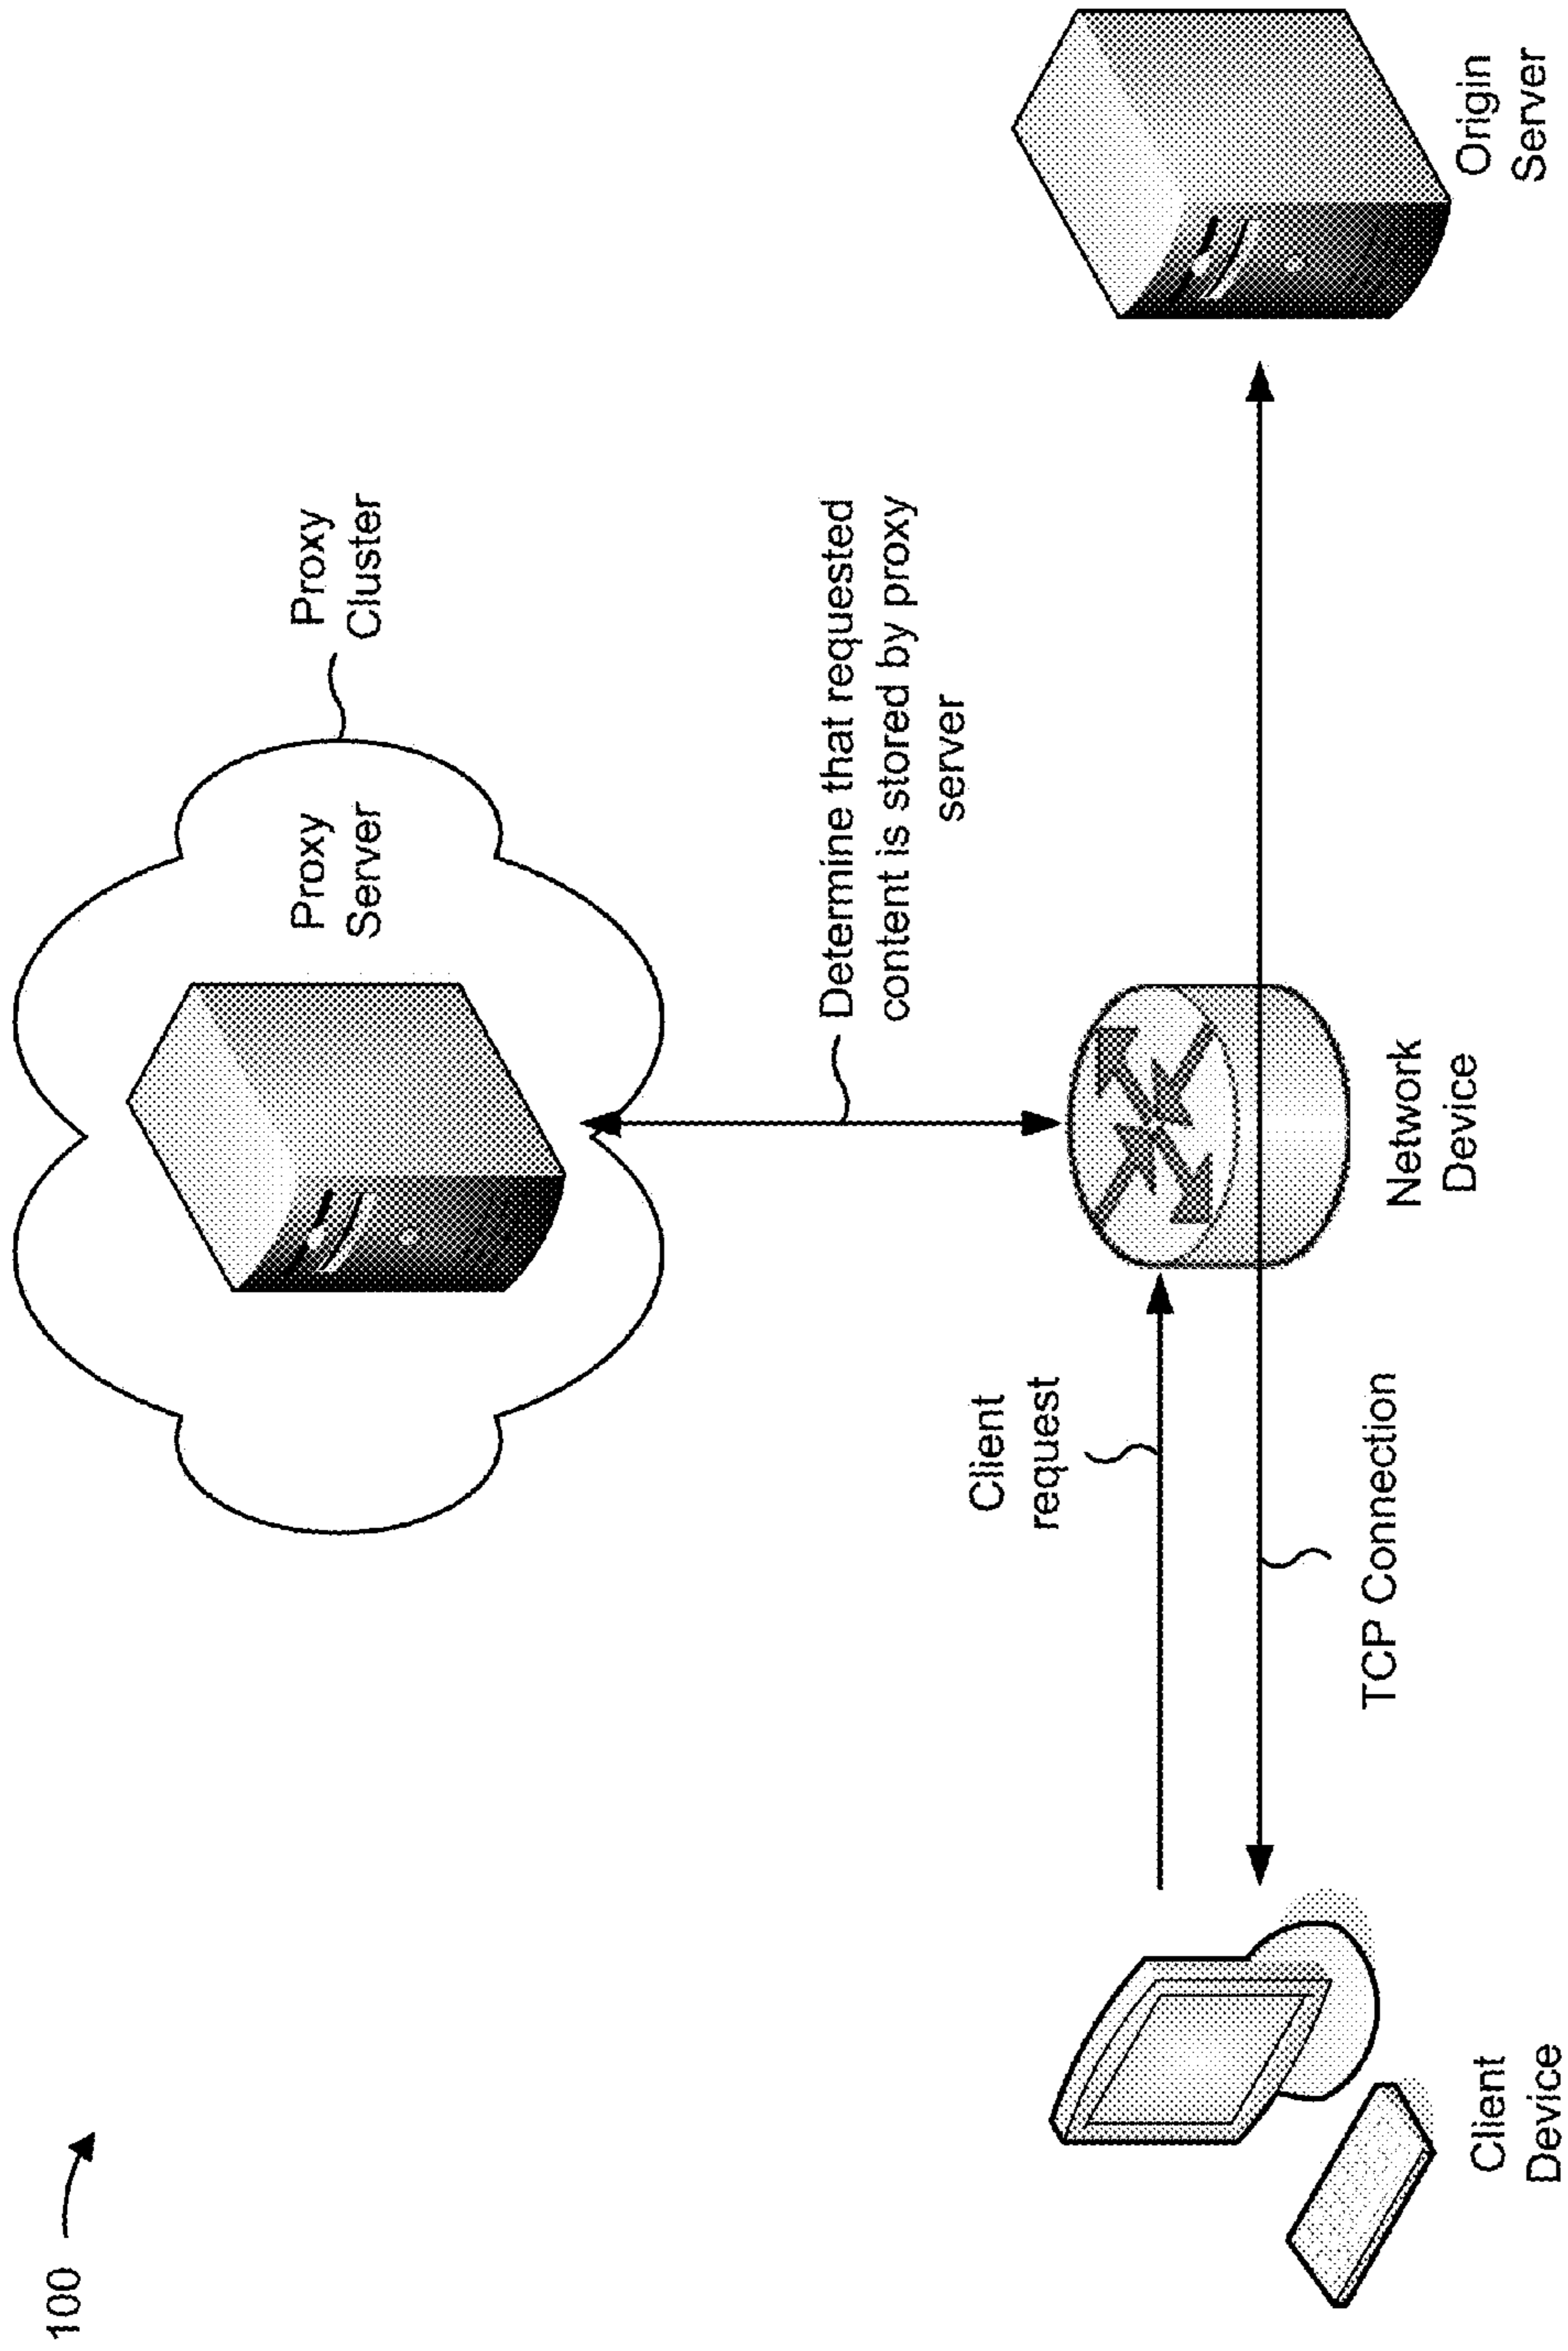 100
Proxy
Cluster
Proxy
Server
Determine that requested
content is stored by proxy
server
Client
request
TCP Connection
Client
Device
Network
Device
Origin
Server